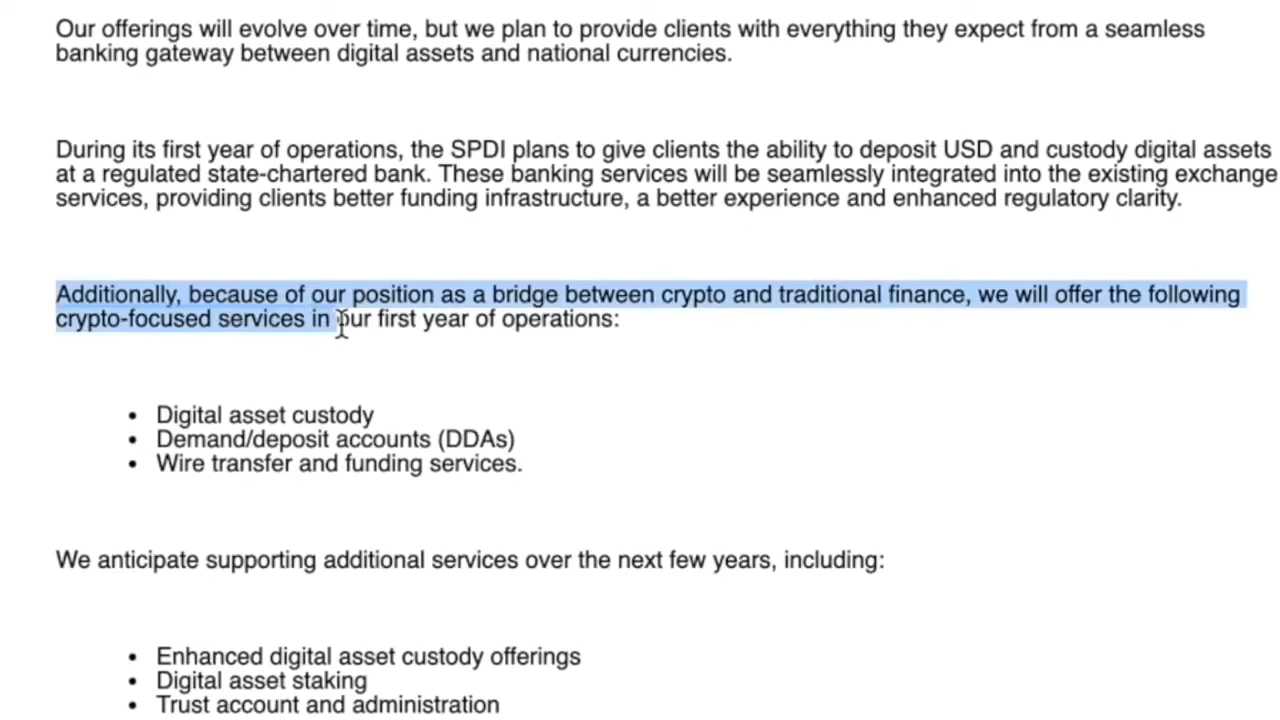 Our offerings will evolve over time, but we plan to provide clients with everything they expect from a seamless
banking gateway between digital assets and national currencies.
During its first year of operations, the SPDI plans to give clients the ability to deposit USD and custody digital assets
at a regulated state-chartered bank. These banking services will be seamlessly integrated into the existing exchange
services, providing clients better funding infrastructure, a better experience and enhanced regulatory clarity.
Additionally, because of our position as a bridge between crypto and traditional finance, we will offer the following
crypto-focused services in our first year of operations:
• Digital asset custody
• Demand/deposit accounts (DDAs)
• Wire transfer and funding services.
We anticipate supporting additional services over the next few years, including:
• Enhanced digital asset custody offerings
• Digital asset staking
• Trust account and administration